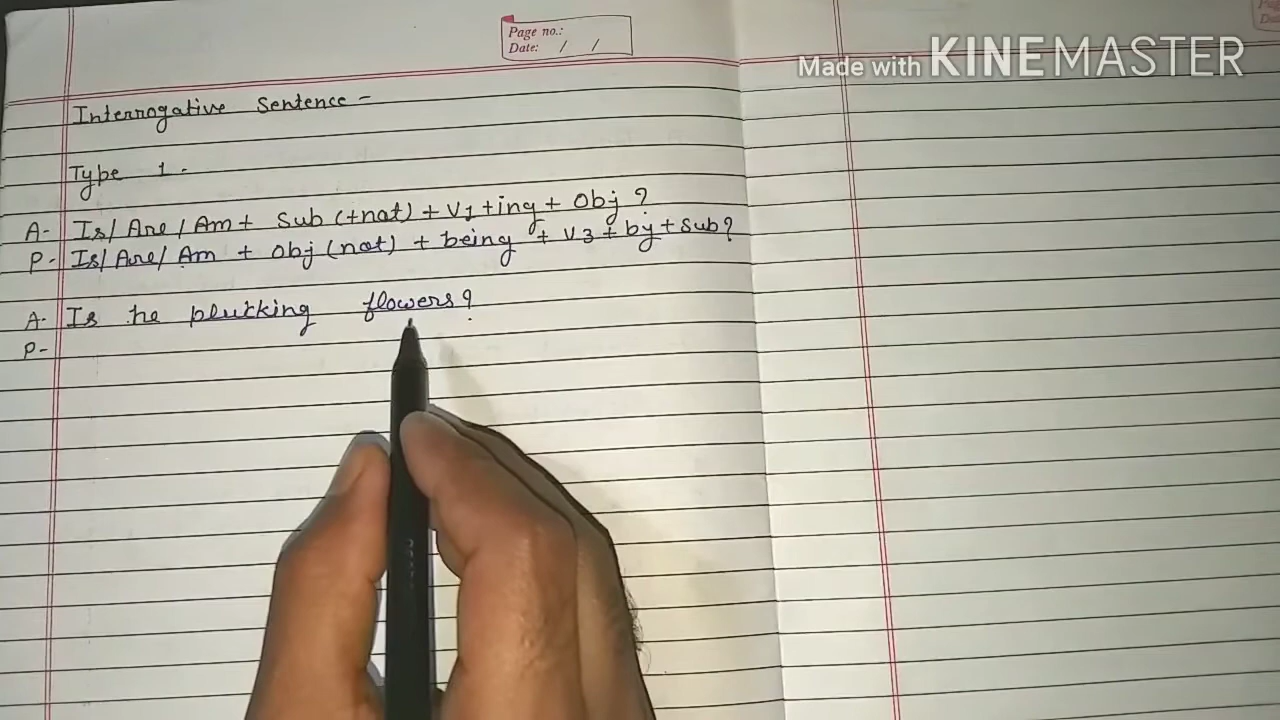 Page no.:
Date: / /
Made with KINEMASTER
Interrogative Sentence -
Type 1 -
A- Is/Are/Am + Sub (+not) + V1 + ing + Obj ?
P- Is/Are/Am + Obj (not) + being + V3 + by + Sub?
A- Is he plucking flowers?
P-